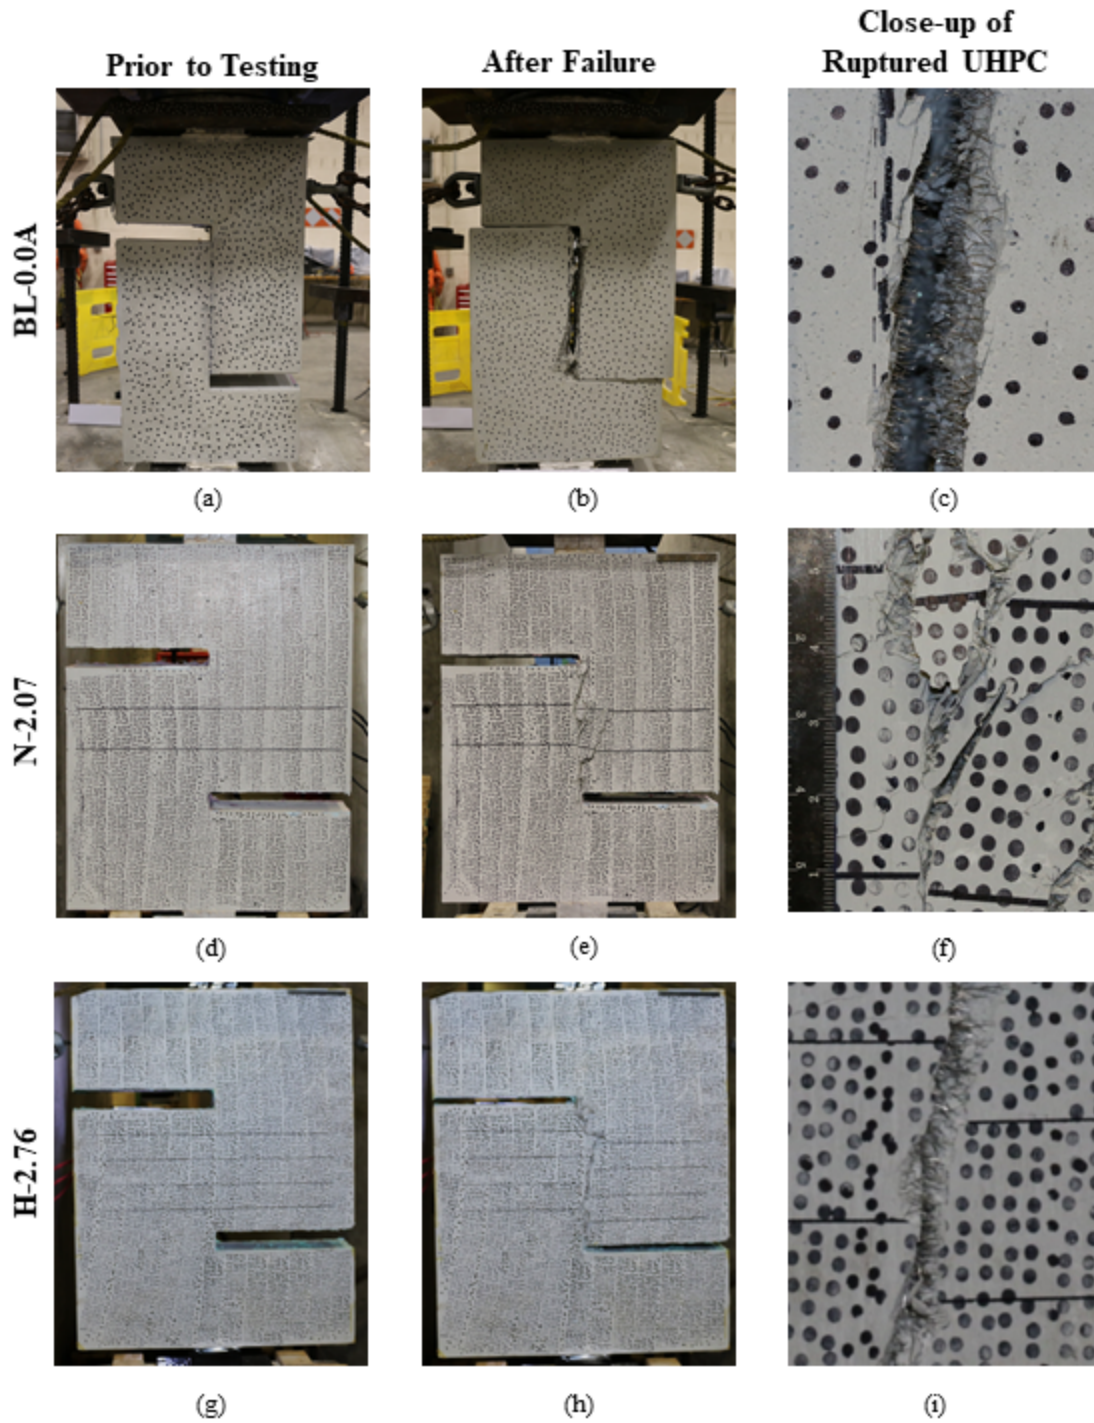 Prior to Testing
After Failure
Close-up of
Ruptured UHPC
BL-0.0A
(a)
(b)
(c)
N-2.07
(d)
(e)
(f)
H-2.76
(g)
(h)
(i)